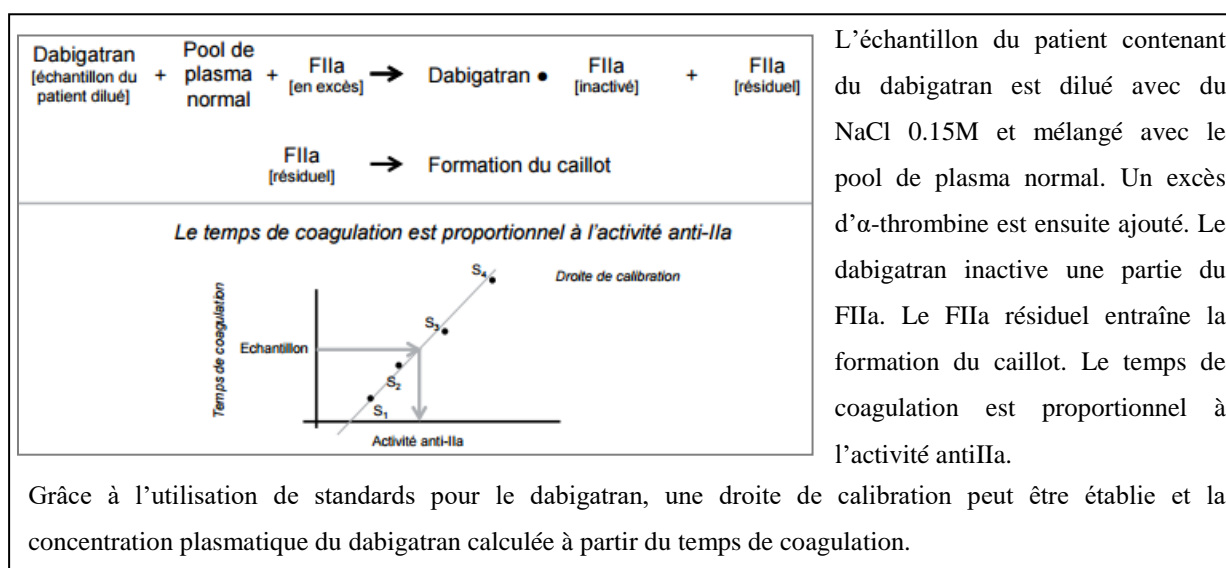 Dabigatran
[échantillon du
patient dilué]
+
Pool de
plasma
normal
+
FIIa
[en excès]
Dabigatran •
FIIa
[inactivé]
+
FIIa
[résiduel]
FIIa
[résiduel]
Formation du caillot
Le temps de coagulation est proportionnel à l'activité anti-IIa
Temps de coagulation
Echantillon
S1
S2
S3
S4
Droite de calibration
Activité anti-IIa
L'échantillon du patient contenant
du dabigatran est dilué avec du
NaCl 0.15M et mélangé avec le
pool de plasma normal. Un excès
d'α-thrombine est ensuite ajouté. Le
dabigatran inactive une partie du
FIIa. Le FIIa résiduel entraîne la
formation du caillot. Le temps de
coagulation est proportionnel à
l'activité antiIIa.
Grâce à l'utilisation de standards pour le dabigatran, une droite de calibration peut être établie et la
concentration plasmatique du dabigatran calculée à partir du temps de coagulation.